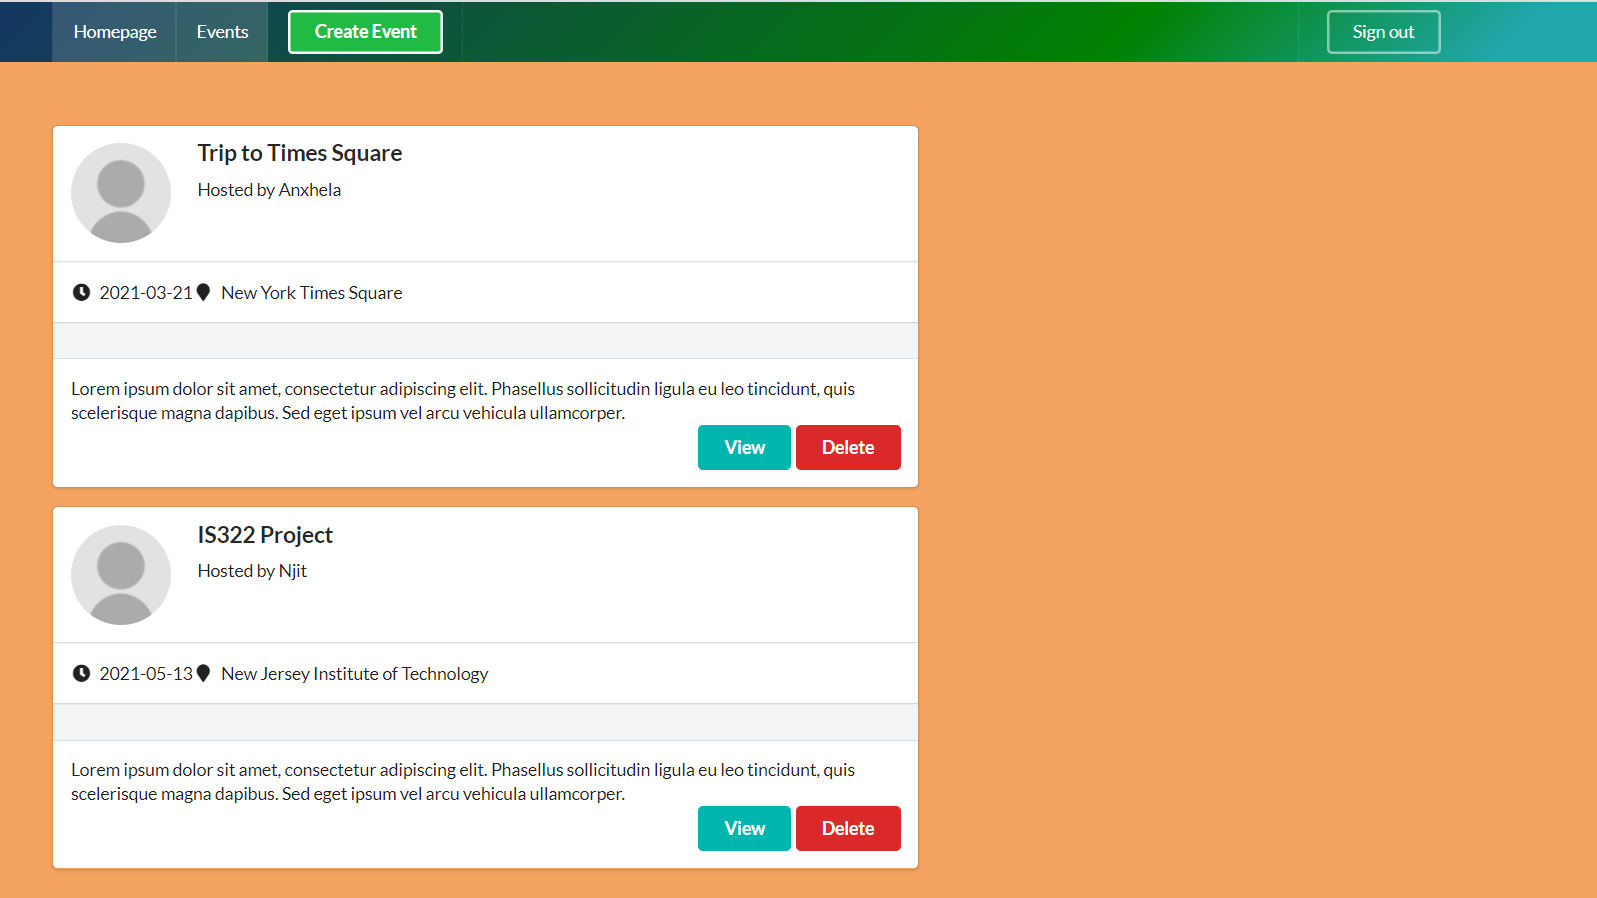 Homepage Events Create Event Sign out
Trip to Times Square
Hosted by Anxhela
2021-03-21 New York Times Square
Lorem ipsum dolor sit amet, consectetur adipiscing elit. Phasellus sollicitudin ligula eu leo tincidunt, quis
scelerisque magna dapibus. Sed eget ipsum vel arcu vehicula ullamcorper.
View Delete
IS322 Project
Hosted by Njit
2021-05-13 New Jersey Institute of Technology
Lorem ipsum dolor sit amet, consectetur adipiscing elit. Phasellus sollicitudin ligula eu leo tincidunt, quis
scelerisque magna dapibus. Sed eget ipsum vel arcu vehicula ullamcorper.
View Delete